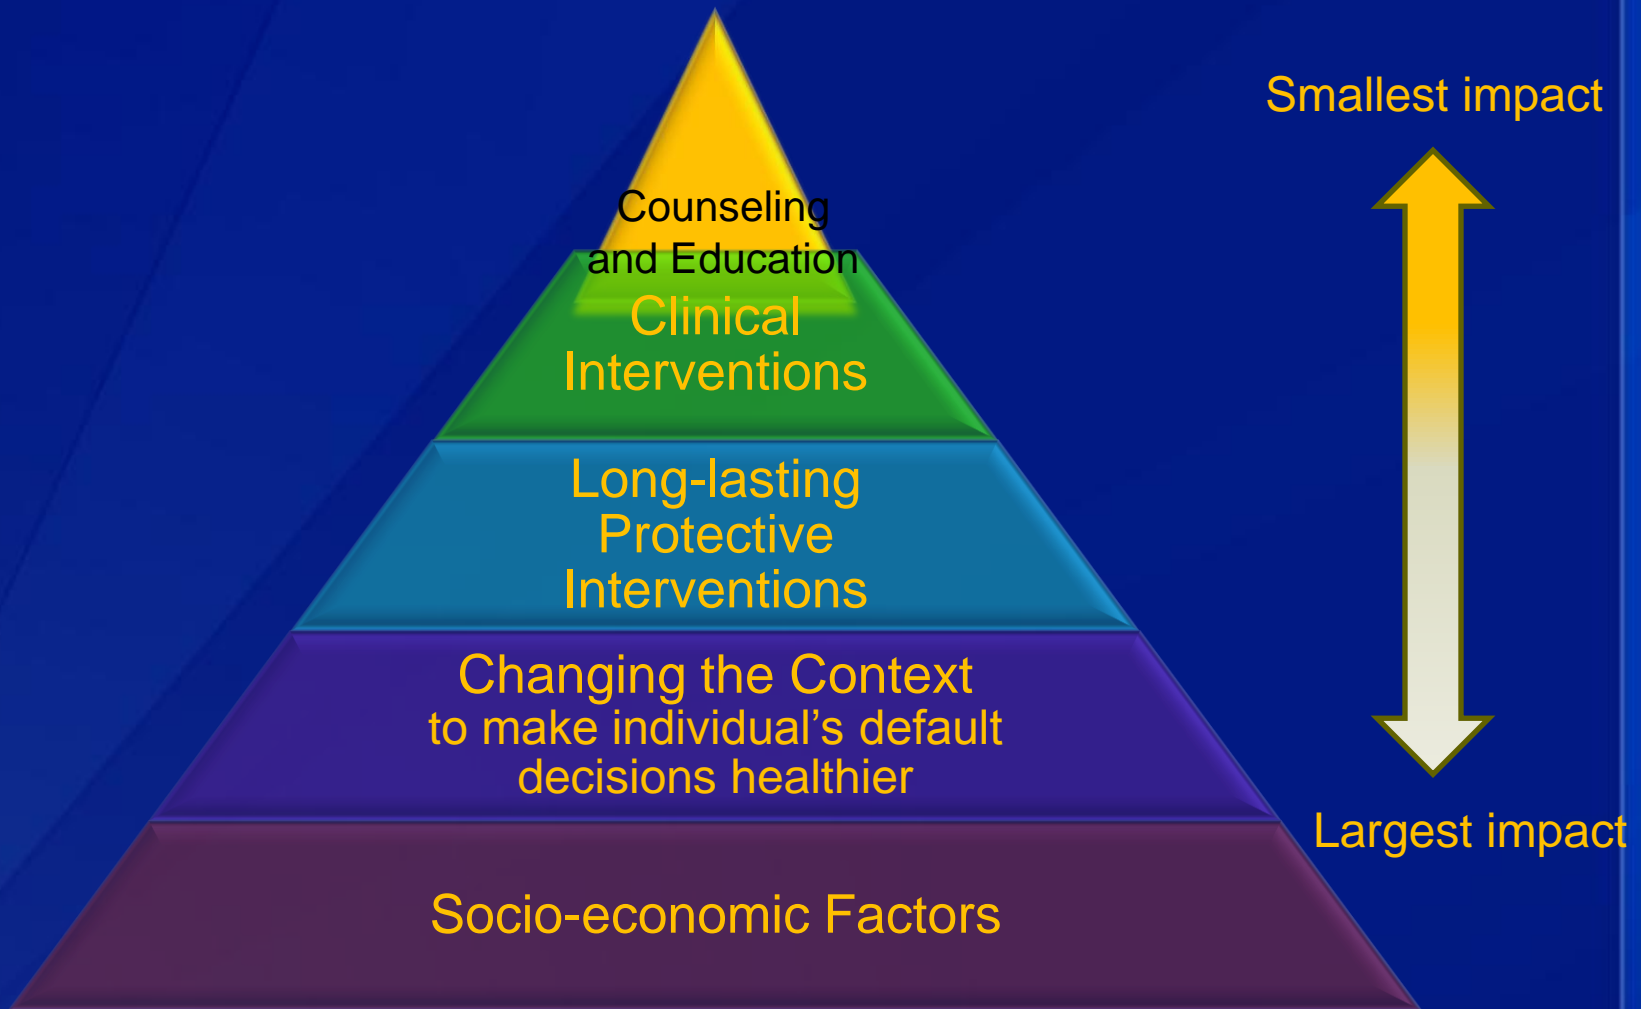 Smallest impact
Counseling
and Education
Clinical
Interventions
Long-lasting
Protective
Interventions
Changing the Context
to make individual’s default
decisions healthier
Largest impact
Socio-economic Factors